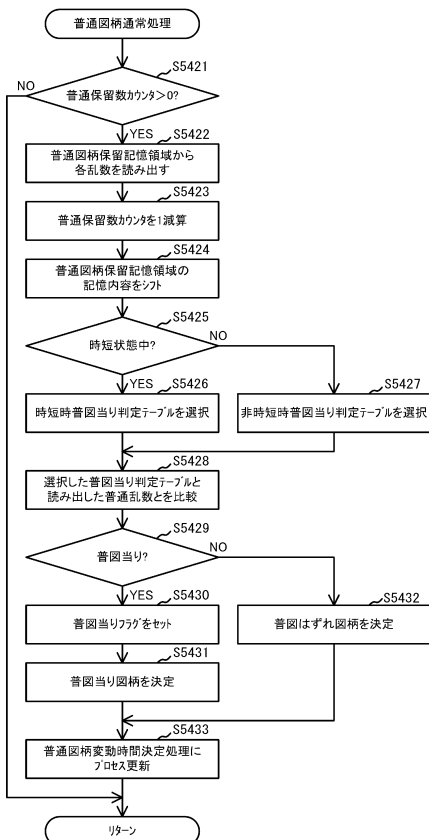 普通図柄通常処理
S5421
NO
普通保留数カウンタ>0?
YES
S5422
普通図柄保留記憶領域から
各乱数を読み出す
S5423
普通保留数カウンタを1減算
S5424
普通図柄保留記憶領域の
記憶内容をシフト
S5425
時短状態中?
NO
YES
S5426
S5427
時短時普図当り判定テーブルを選択
非時短時普図当り判定テーブルを選択
S5428
選択した普図当り判定テーブルと
読み出した普通乱数とを比較
S5429
普図当り?
NO
YES
S5430
S5432
普図当りフラグをセット
普図はずれ図柄を決定
S5431
普図当り図柄を決定
S5433
普通図柄変動時間決定処理に
プロセス更新
リターン